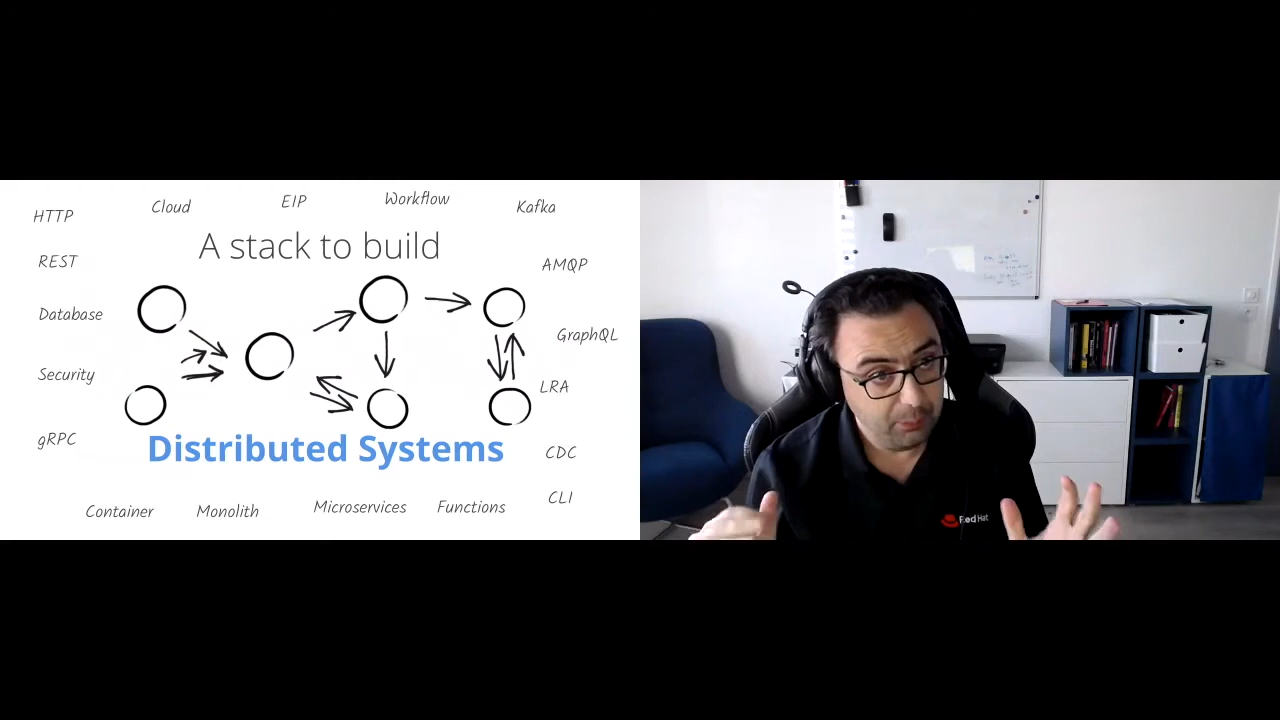 HTTP
Cloud
EIP
Workflow
Kafka
A stack to build
REST
AMQP
Database
GraphQL
Security
LRA
gRPC
Distributed Systems
CDC
CLI
Container
Monolith
Microservices
Functions
Red Hat